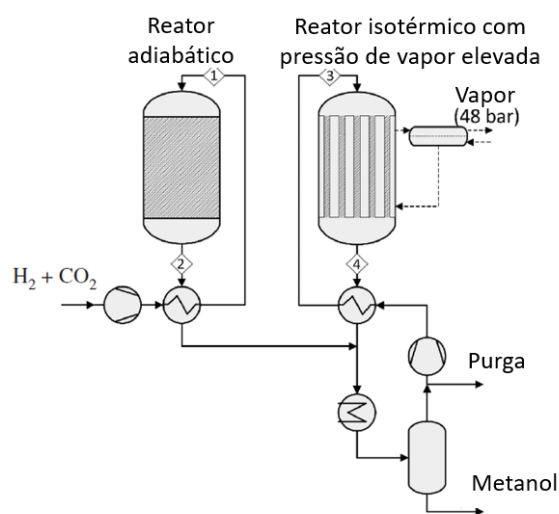 Reator
adiabático
Reator isotérmico com
pressão de vapor elevada
1
3
Vapor
(48 bar)
2
4
H₂ + CO₂
Purga
Metanol